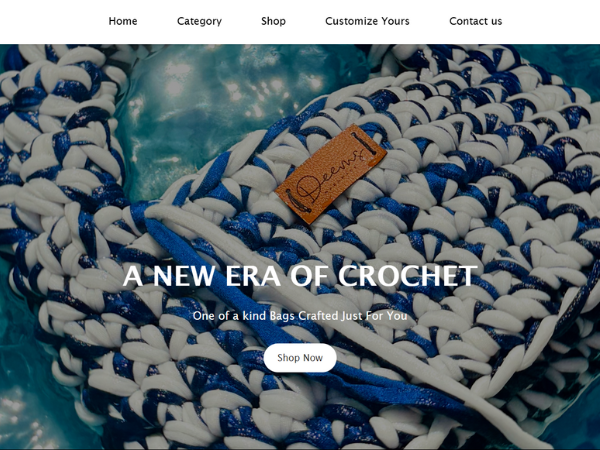 Home Category Shop Customize Yours Contact us
Deems
A NEW ERA OF CROCHET
One of a kind Bags Crafted Just For You
Shop Now